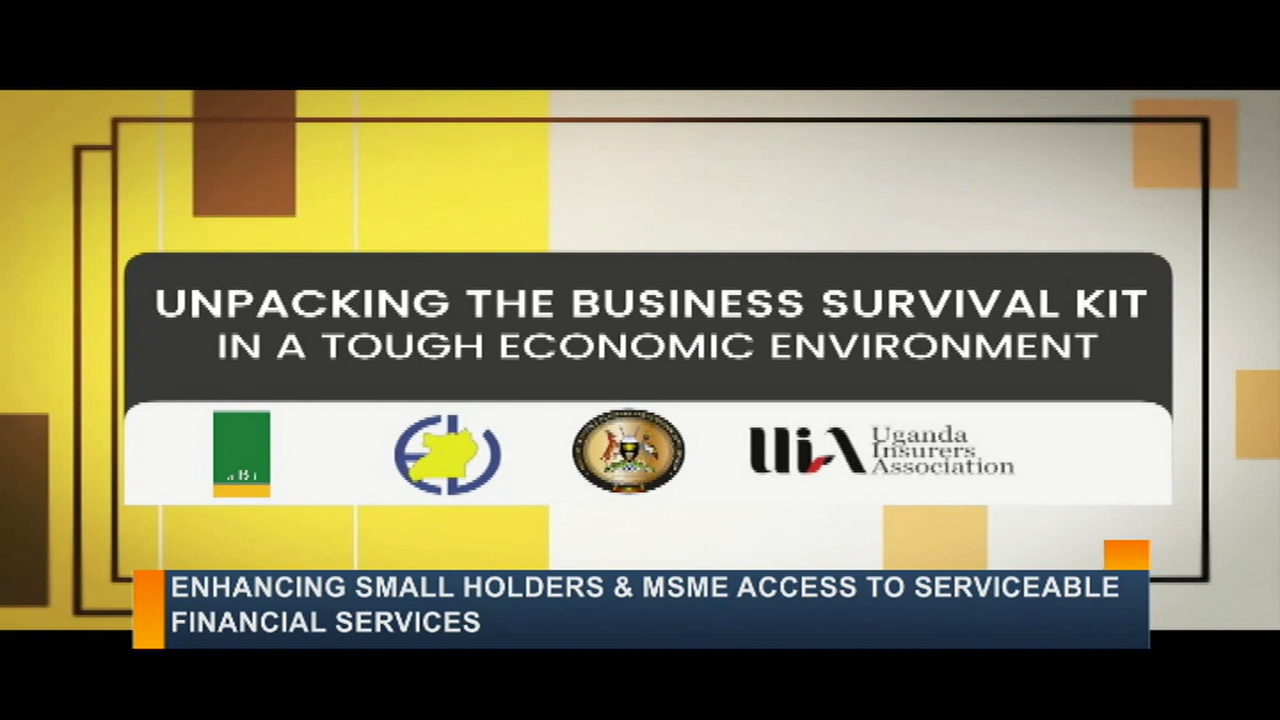 UNPACKING THE BUSINESS SURVIVAL KIT
IN A TOUGH ECONOMIC ENVIRONMENT
aBi
UiA
Uganda
Insurers
Association
ENHANCING SMALL HOLDERS & MSME ACCESS TO SERVICEABLE
FINANCIAL SERVICES